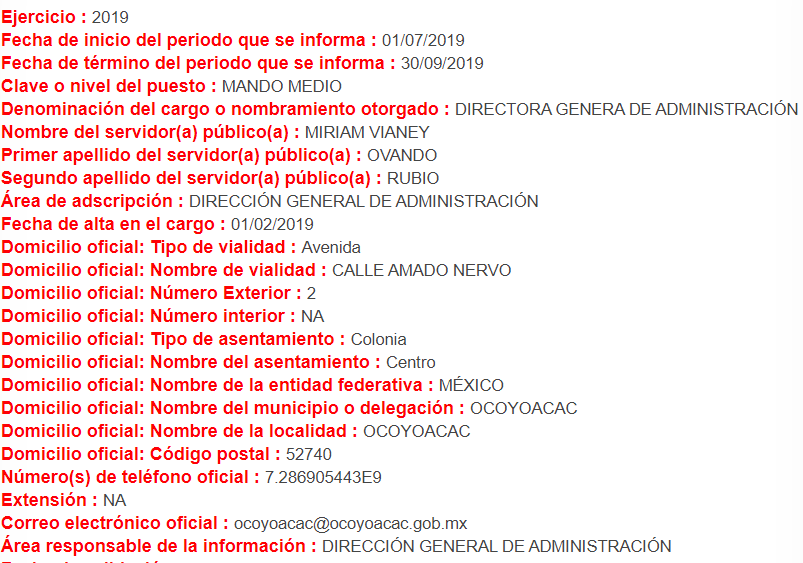 Ejercicio : 2019
Fecha de inicio del periodo que se informa : 01/07/2019
Fecha de término del periodo que se informa : 30/09/2019
Clave o nivel del puesto : MANDO MEDIO
Denominación del cargo o nombramiento otorgado : DIRECTORA GENERA DE ADMINISTRACIÓN
Nombre del servidor(a) público(a) : MIRIAM VIANEY
Primer apellido del servidor(a) público(a) : OVANDO
Segundo apellido del servidor(a) público(a) : RUBIO
Área de adscripción : DIRECCIÓN GENERAL DE ADMINISTRACIÓN
Fecha de alta en el cargo : 01/02/2019
Domicilio oficial: Tipo de vialidad : Avenida
Domicilio oficial: Nombre de vialidad : CALLE AMADO NERVO
Domicilio oficial: Número Exterior : 2
Domicilio oficial: Número interior : NA
Domicilio oficial: Tipo de asentamiento : Colonia
Domicilio oficial: Nombre del asentamiento : Centro
Domicilio oficial: Nombre de la entidad federativa : MÉXICO
Domicilio oficial: Nombre del municipio o delegación : OCOYOACAC
Domicilio oficial: Nombre de la localidad : OCOYOACAC
Domicilio oficial: Código postal : 52740
Número(s) de teléfono oficial : 7.286905443E9
Extensión : NA
Correo electrónico oficial : ocoyoacac@ocoyoacac.gob.mx
Área responsable de la información : DIRECCIÓN GENERAL DE ADMINISTRACIÓN